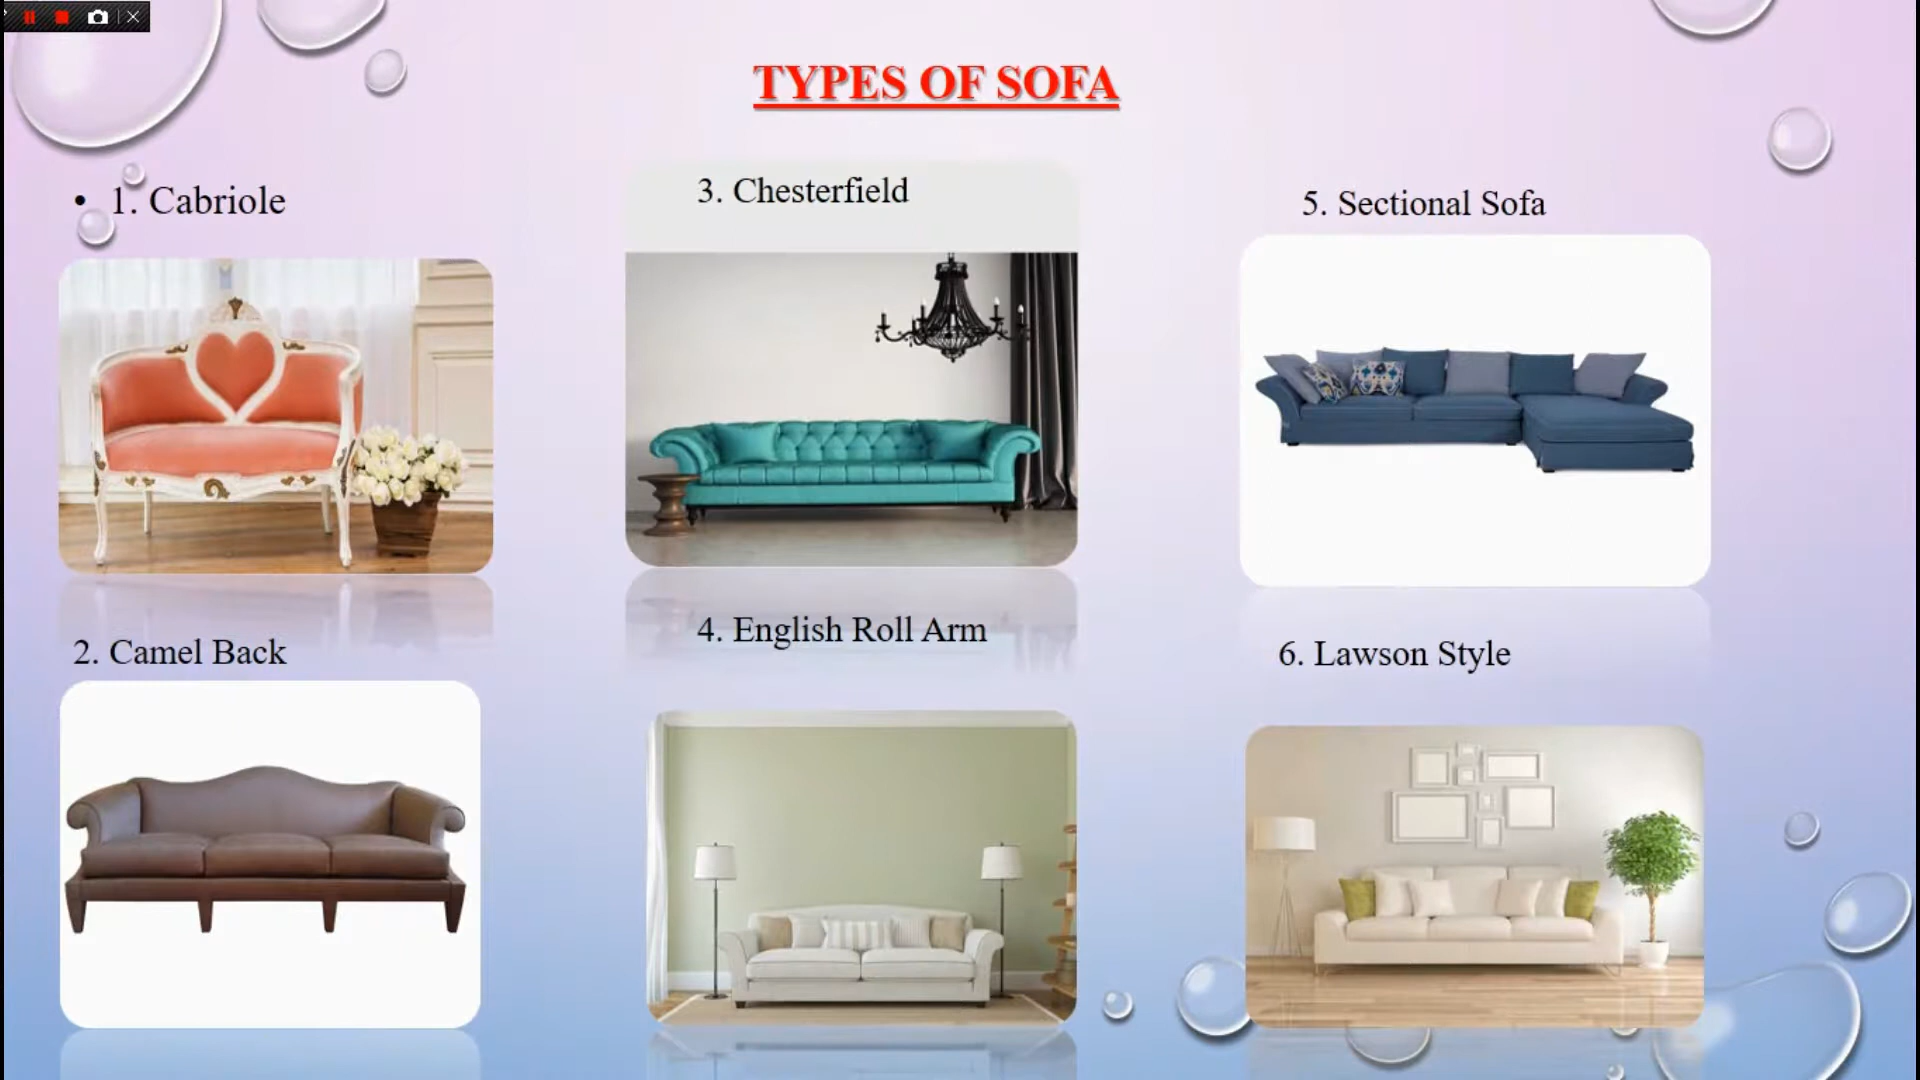 TYPES OF SOFA
• 1. Cabriole
2. Camel Back
3. Chesterfield
4. English Roll Arm
5. Sectional Sofa
6. Lawson Style